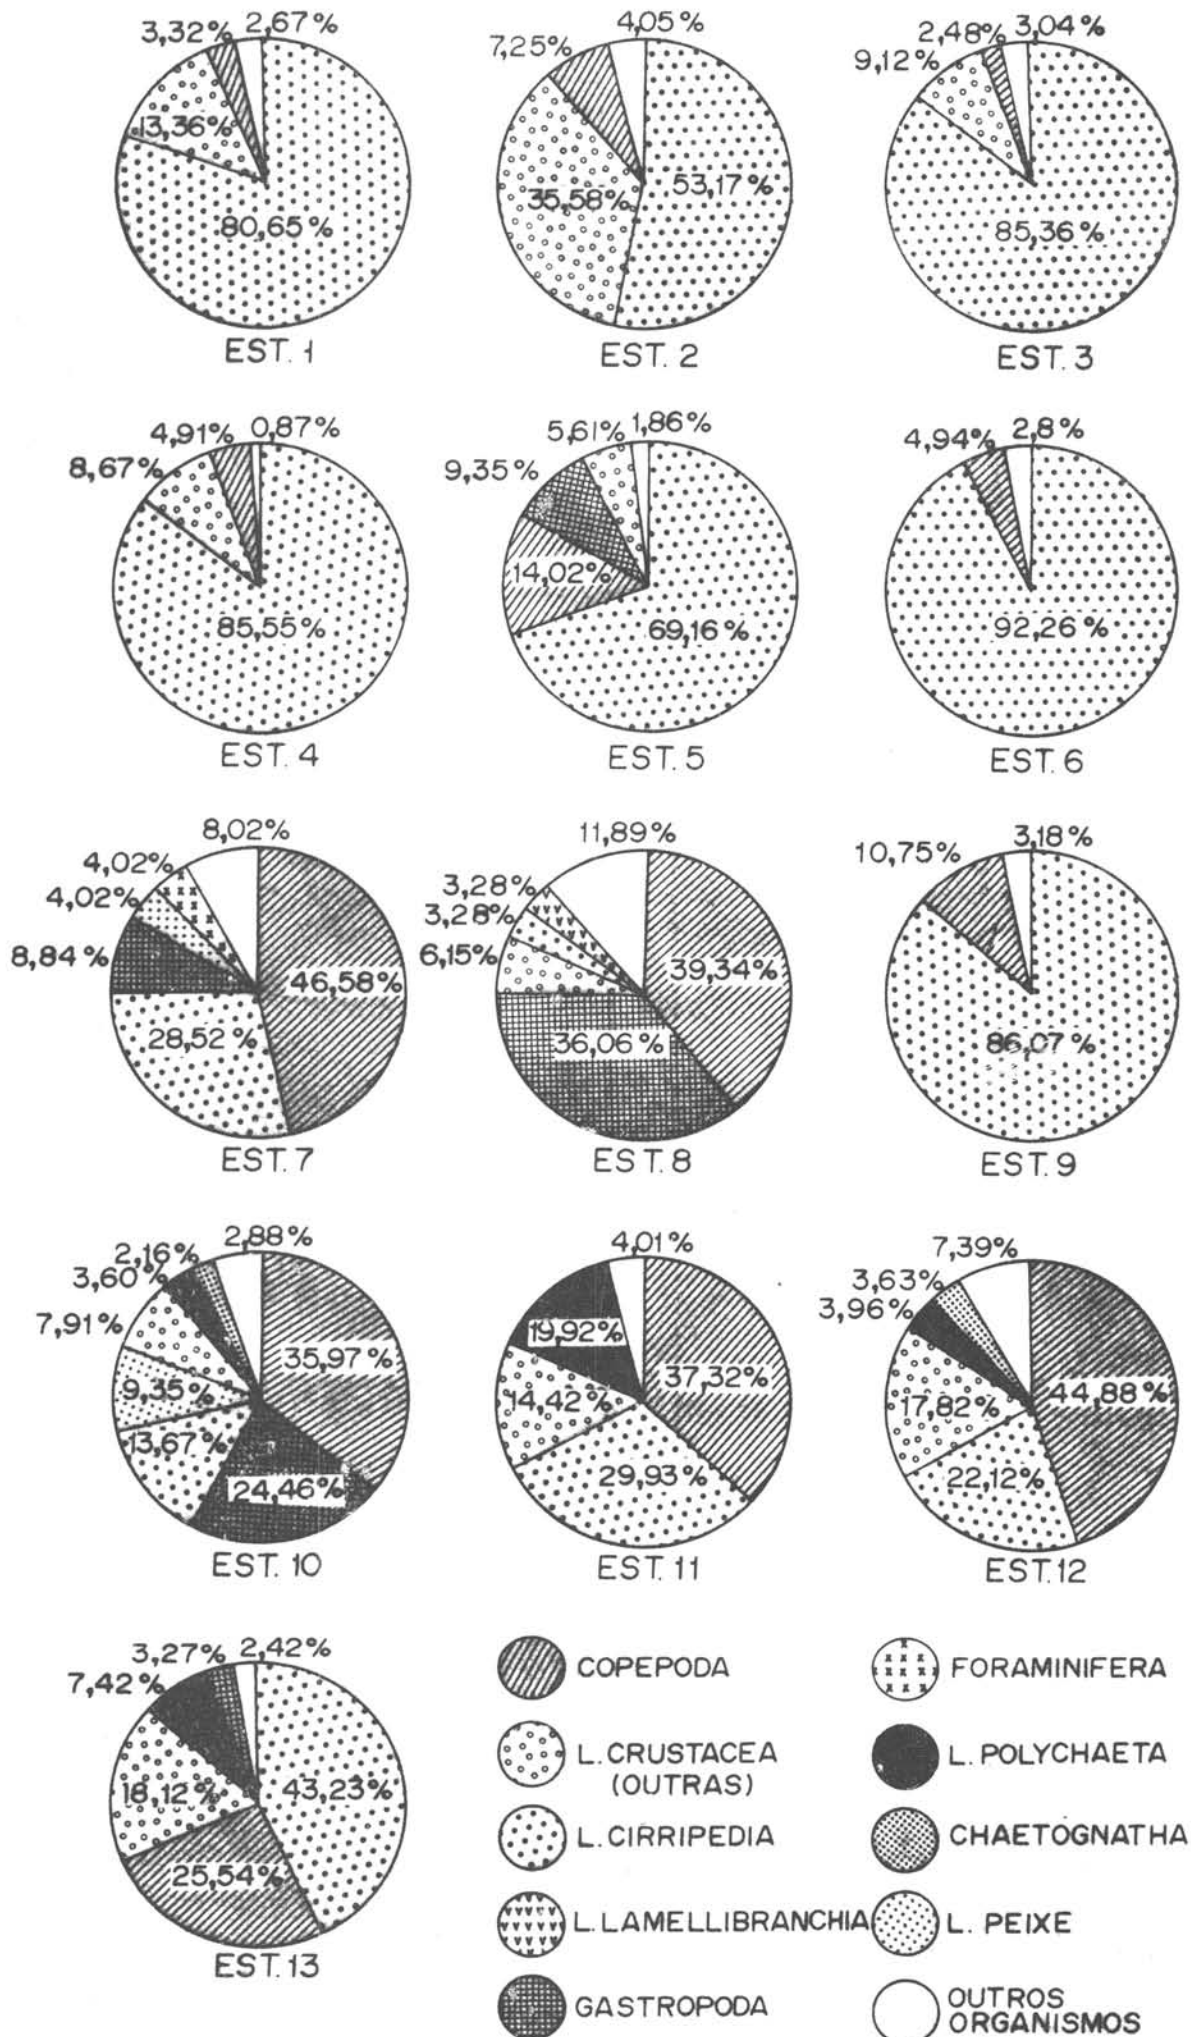 3,32% 2,67%
13,36%
80,65%
EST. 1
4,05%
7,25%
35,58% 53,17%
EST. 2
2,48% 3,04%
9,12%
85,36%
EST. 3
4,91% 0,87%
8,67%
85,55%
EST. 4
5,61% 1,86%
9,35%
14,02%
69,16%
EST. 5
4,94% 2,8%
92,26%
EST. 6
8,02%
4,02%
4,02%
8,84%
46,58%
28,52%
EST. 7
11,89%
3,28%
3,28%
6,15%
39,34%
36,06%
EST. 8
3,18%
10,75%
86,07%
EST. 9
2,88%
2,16%
3,60%
7,91%
35,97%
9,35%
13,67%
24,46%
EST. 10
4,01%
19,92%
37,32%
14,42%
29,93%
EST. 11
7,39%
3,63%
3,96%
44,88%
17,82%
22,12%
EST. 12
3,27% 2,42%
7,42%
18,12% 43,23%
25,54%
EST. 13
COPEPODA
L. CRUSTACEA
(OUTRAS)
L. CIRRIPEDIA
L. LAMELLIBRANCHIA
GASTROPODA
FORAMINIFERA
L. POLYCHAETA
CHAETOGNATHA
L. PEIXE
OUTROS
ORGANISMOS